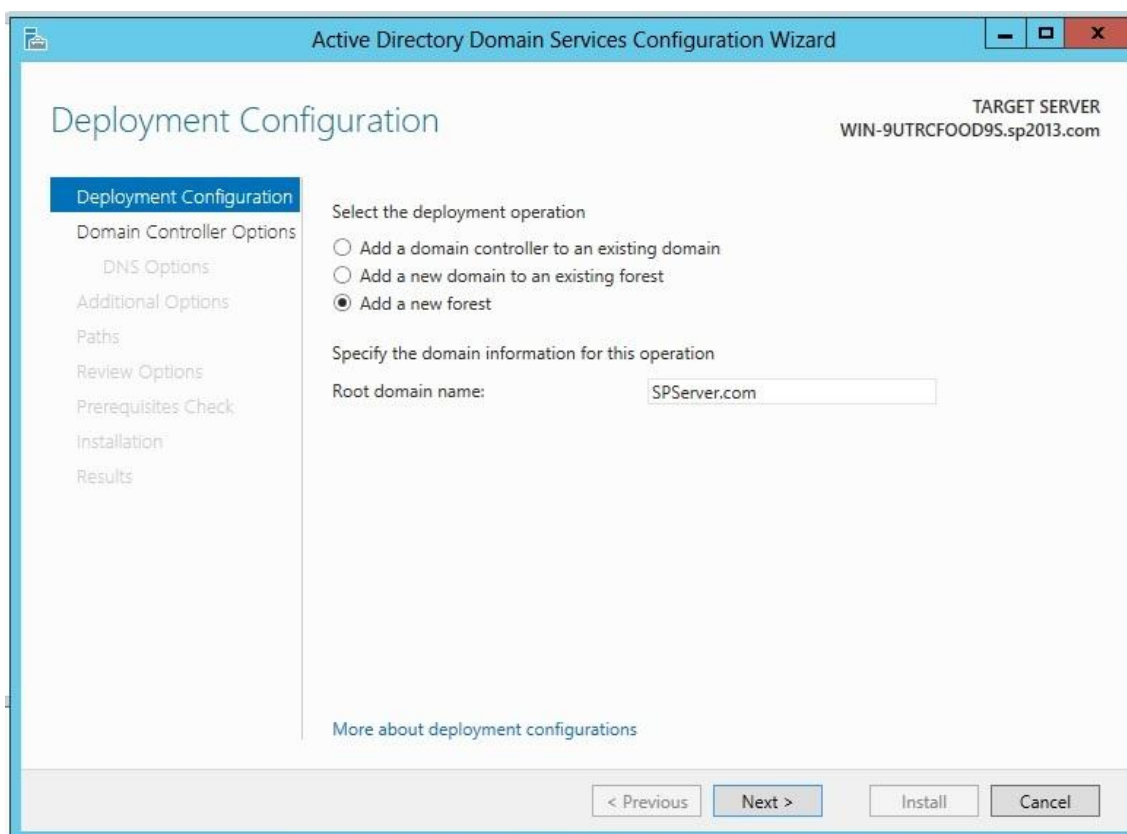 Active Directory Domain Services Configuration Wizard
Deployment Configuration
TARGET SERVER
WIN-9UTRCFOOD9S.sp2013.com
Deployment Configuration
Domain Controller Options
DNS Options
Additional Options
Paths
Review Options
Prerequisites Check
Installation
Results
Select the deployment operation
Add a domain controller to an existing domain
Add a new domain to an existing forest
Add a new forest
Specify the domain information for this operation
Root domain name: SPServer.com
More about deployment configurations
< Previous Next > Install Cancel